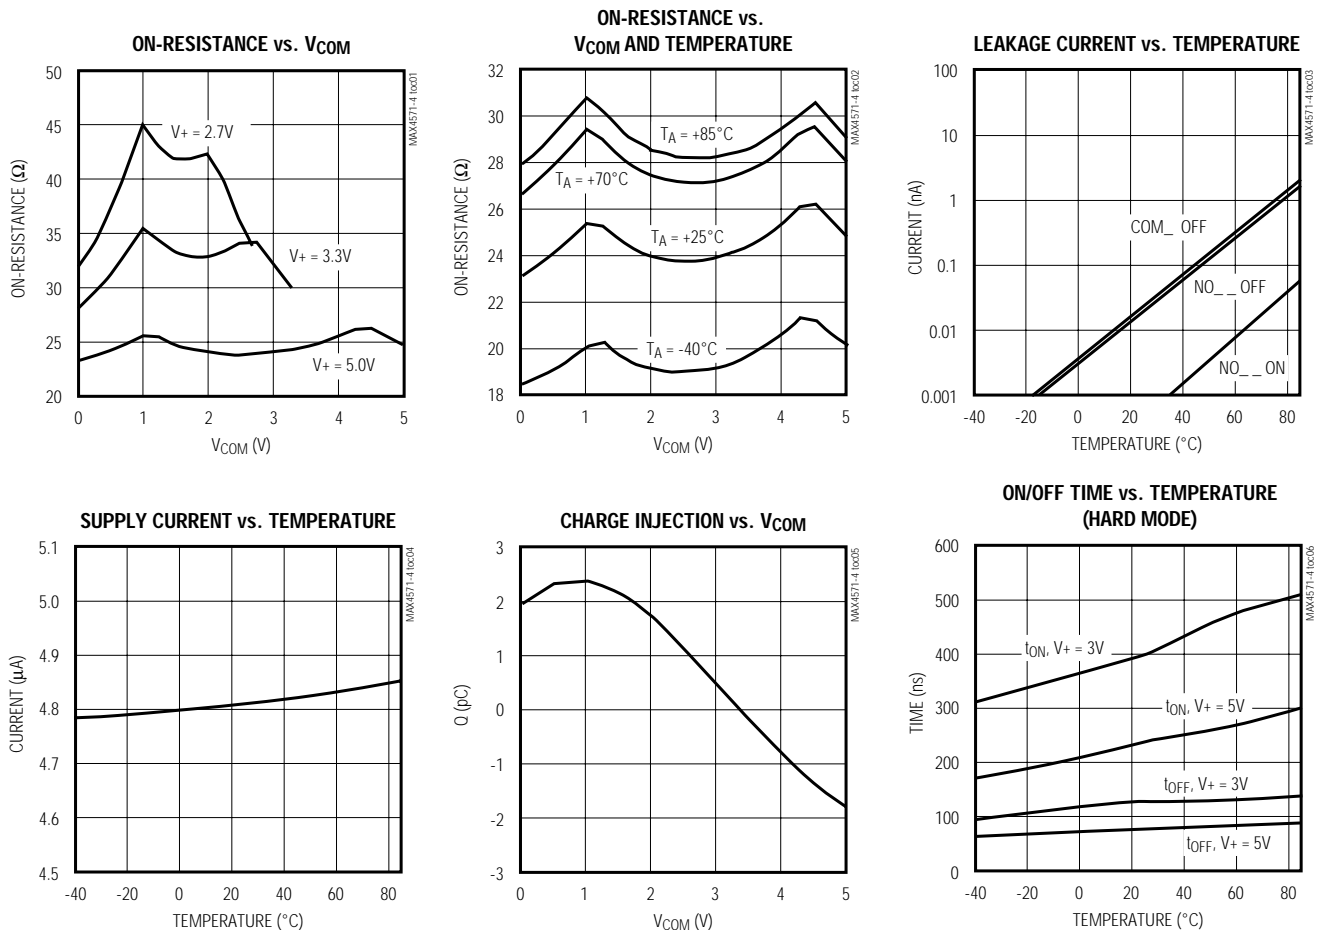 ON-RESISTANCE vs. VCOM
50
45
40
35
30
25
20
0 1 2 3 4 5
ON-RESISTANCE (Ω)
VCOM (V)
V+ = 2.7V
V+ = 3.3V
V+ = 5.0V
MAX4571-4 toc01
ON-RESISTANCE vs.
VCOM AND TEMPERATURE
32
30
28
26
24
22
20
18
0 1 2 3 4 5
ON-RESISTANCE (Ω)
VCOM (V)
TA = +85°C
TA = +70°C
TA = +25°C
TA = -40°C
MAX4571-4 toc02
LEAKAGE CURRENT vs. TEMPERATURE
100
10
1
0.1
0.01
0.001
-40 -20 0 20 40 60 80
CURRENT (nA)
TEMPERATURE (°C)
COM_ OFF
NO_ _ OFF
NO_ _ ON
MAX4571-4 toc03
SUPPLY CURRENT vs. TEMPERATURE
5.1
5.0
4.9
4.8
4.7
4.6
4.5
-40 -20 0 20 40 60 80
CURRENT (µA)
TEMPERATURE (°C)
MAX4571-4 toc04
CHARGE INJECTION vs. VCOM
3
2
1
0
-1
-2
-3
0 1 2 3 4 5
Q (pC)
VCOM (V)
MAX4571-4 toc05
ON/OFF TIME vs. TEMPERATURE
(HARD MODE)
600
500
400
300
200
100
0
-40 -20 0 20 40 60 80
TIME (ns)
TEMPERATURE (°C)
tON, V+ = 3V
tON, V+ = 5V
tOFF, V+ = 3V
tOFF, V+ = 5V
MAX4571-4 toc06